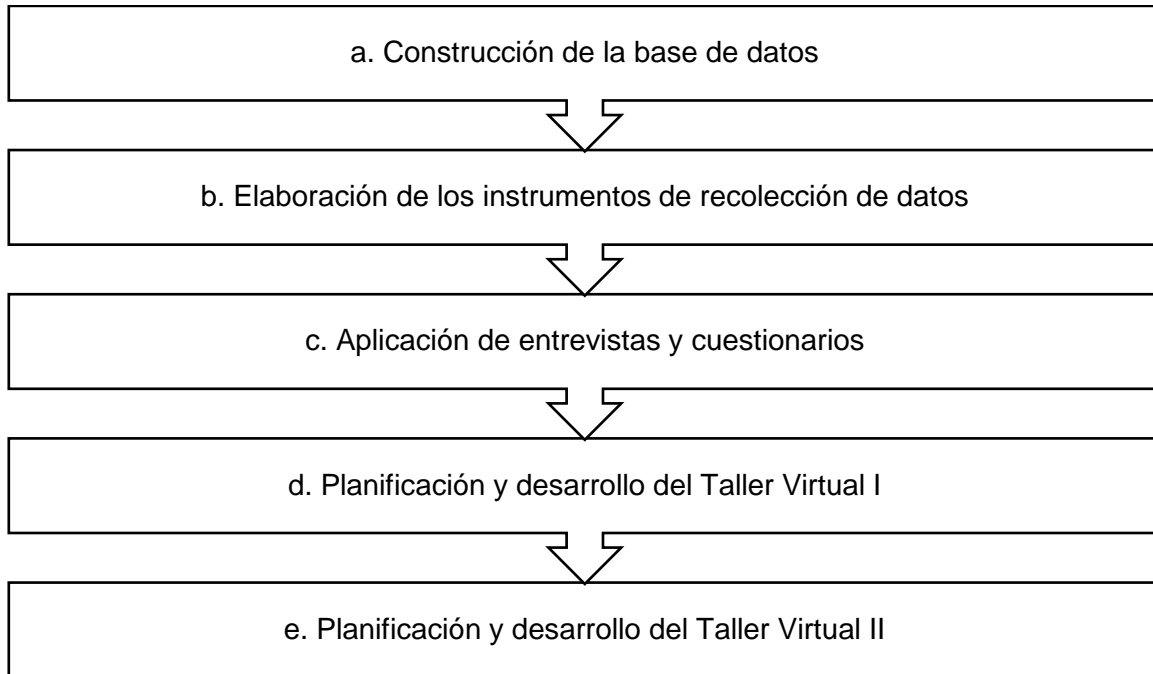 a. Construcción de la base de datos
b. Elaboración de los instrumentos de recolección de datos
c. Aplicación de entrevistas y cuestionarios
d. Planificación y desarrollo del Taller Virtual I
e. Planificación y desarrollo del Taller Virtual II